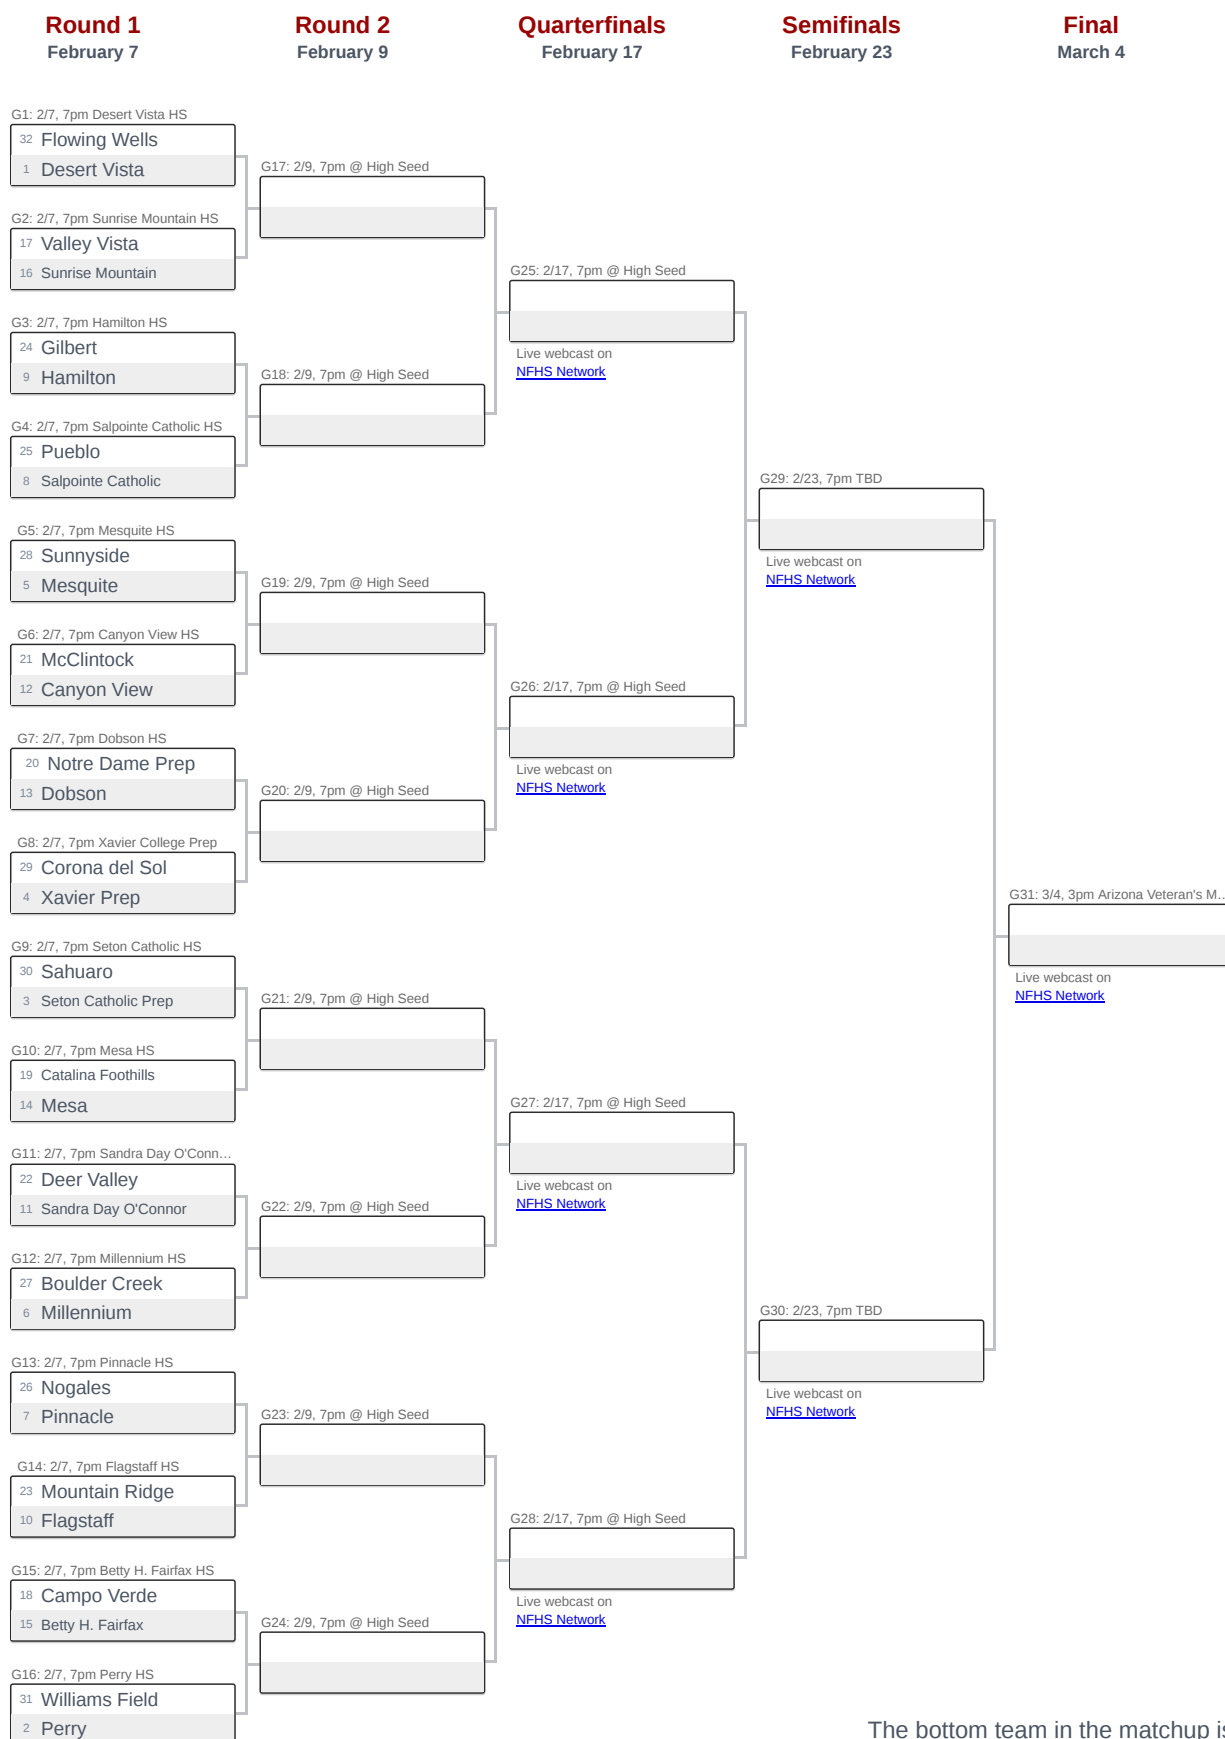 Round 1
February 7
Round 2
February 9
Quarterfinals
February 17
Semifinals
February 23
Final
March 4
G1: 2/7, 7pm Desert Vista HS
32 Flowing Wells
1 Desert Vista
G2: 2/7, 7pm Sunrise Mountain HS
17 Valley Vista
16 Sunrise Mountain
G3: 2/7, 7pm Hamilton HS
24 Gilbert
9 Hamilton
G4: 2/7, 7pm Salpointe Catholic HS
25 Pueblo
8 Salpointe Catholic
G5: 2/7, 7pm Mesquite HS
28 Sunnyside
5 Mesquite
G6: 2/7, 7pm Canyon View HS
21 McClintock
12 Canyon View
G7: 2/7, 7pm Dobson HS
20 Notre Dame Prep
13 Dobson
G8: 2/7, 7pm Xavier College Prep
29 Corona del Sol
4 Xavier Prep
G9: 2/7, 7pm Seton Catholic HS
30 Sahuaro
3 Seton Catholic Prep
G10: 2/7, 7pm Mesa HS
19 Catalina Foothills
14 Mesa
G11: 2/7, 7pm Sandra Day O'Conn...
22 Deer Valley
11 Sandra Day O'Connor
G12: 2/7, 7pm Millennium HS
27 Boulder Creek
6 Millennium
G13: 2/7, 7pm Pinnacle HS
26 Nogales
7 Pinnacle
G14: 2/7, 7pm Flagstaff HS
23 Mountain Ridge
10 Flagstaff
G15: 2/7, 7pm Betty H. Fairfax HS
18 Campo Verde
15 Betty H. Fairfax
G16: 2/7, 7pm Perry HS
31 Williams Field
2 Perry
G17: 2/9, 7pm @ High Seed
G18: 2/9, 7pm @ High Seed
G19: 2/9, 7pm @ High Seed
G20: 2/9, 7pm @ High Seed
G21: 2/9, 7pm @ High Seed
G22: 2/9, 7pm @ High Seed
G23: 2/9, 7pm @ High Seed
G24: 2/9, 7pm @ High Seed
G25: 2/17, 7pm @ High Seed
Live webcast on
NFHS Network
G26: 2/17, 7pm @ High Seed
Live webcast on
NFHS Network
G27: 2/17, 7pm @ High Seed
Live webcast on
NFHS Network
G28: 2/17, 7pm @ High Seed
Live webcast on
NFHS Network
G29: 2/23, 7pm TBD
Live webcast on
NFHS Network
G30: 2/23, 7pm TBD
Live webcast on
NFHS Network
G31: 3/4, 3pm Arizona Veteran's M...
Live webcast on
NFHS Network
The bottom team in the matchup is